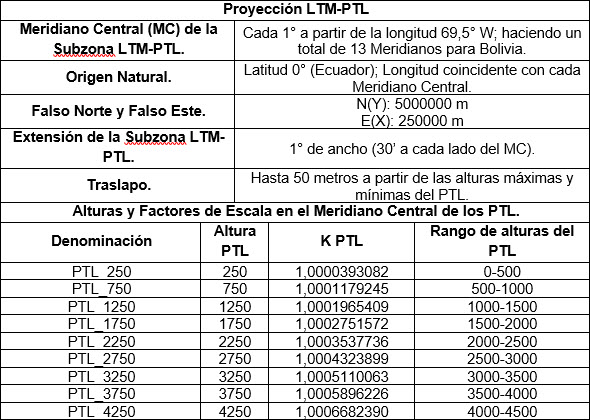 Proyección LTM-PTL
Meridiano Central (MC) de la
Subzona LTM-PTL.
Cada 1° a partir de la longitud 69,5° W; haciendo un
total de 13 Meridianos para Bolivia.
Origen Natural.
Latitud 0° (Ecuador); Longitud coincidente con cada
Meridiano Central.
Falso Norte y Falso Este.
N(Y): 5000000 m
E(X): 250000 m
Extensión de la Subzona LTM-
PTL.
1° de ancho (30’ a cada lado del MC).
Traslapo.
Hasta 50 metros a partir de las alturas máximas y
mínimas del PTL.
Alturas y Factores de Escala en el Meridiano Central de los PTL.
Denominación
Altura
PTL
K PTL
Rango de alturas del
PTL
PTL_250 250 1,0000393082 0-500
PTL_750 750 1,0001179245 500-1000
PTL_1250 1250 1,0001965409 1000-1500
PTL_1750 1750 1,0002751572 1500-2000
PTL_2250 2250 1,0003537736 2000-2500
PTL_2750 2750 1,0004323899 2500-3000
PTL_3250 3250 1,0005110063 3000-3500
PTL_3750 3750 1,0005896226 3500-4000
PTL_4250 4250 1,0006682390 4000-4500